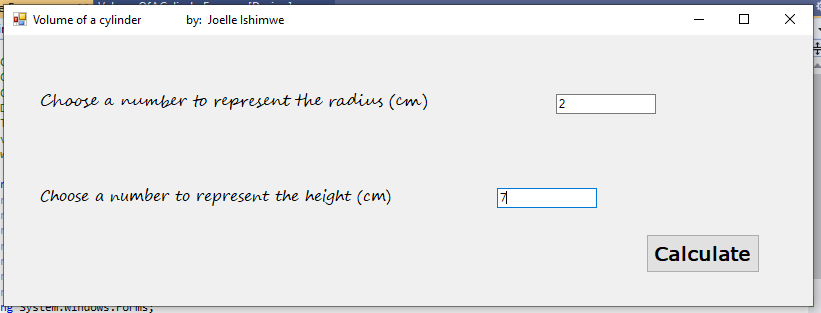 Volume of a cylinder by: Joelle Ishimwe
Choose a number to represent the radius (cm)
2
Choose a number to represent the height (cm)
7
Calculate
ng System.Windows.Forms;